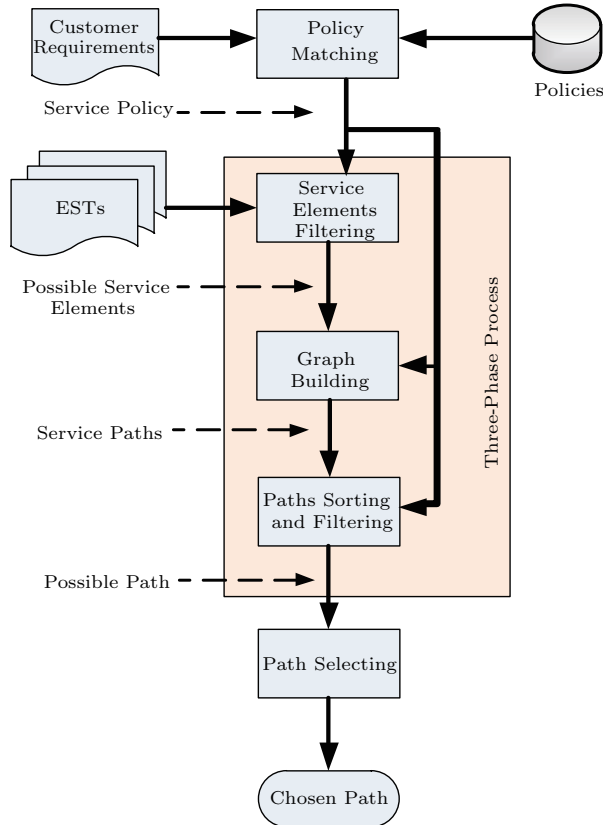 Customer
Requirements
Policy
Matching
Policies
Service Policy
ESTs
Service
Elements
Filtering
Possible Service
Elements
Graph
Building
Three-Phase Process
Service Paths
Paths Sorting
and Filtering
Possible Path
Path Selecting
Chosen Path